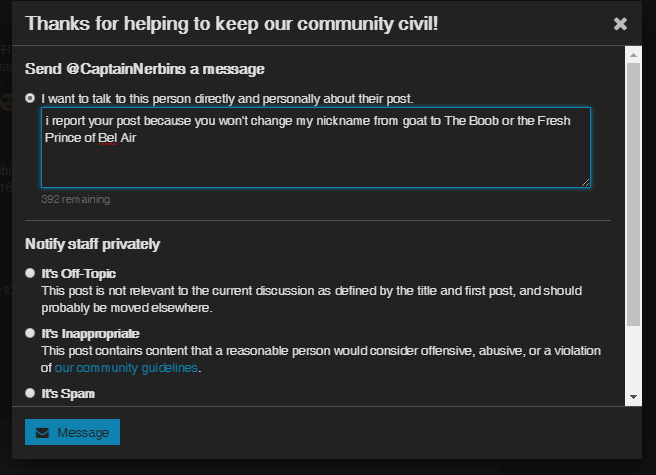 Thanks for helping to keep our community civil!
Send @CaptainNerbins a message
I want to talk to this person directly and personally about their post.
i report your post because you won't change my nickname from goat to The Boob or the Fresh
Prince of Bel Air
392 remaining
Notify staff privately
It's Off-Topic
This post is not relevant to the current discussion as defined by the title and first post, and should
probably be moved elsewhere.
It's Inappropriate
This post contains content that a reasonable person would consider offensive, abusive, or a violation
of our community guidelines.
It's Spam
Message